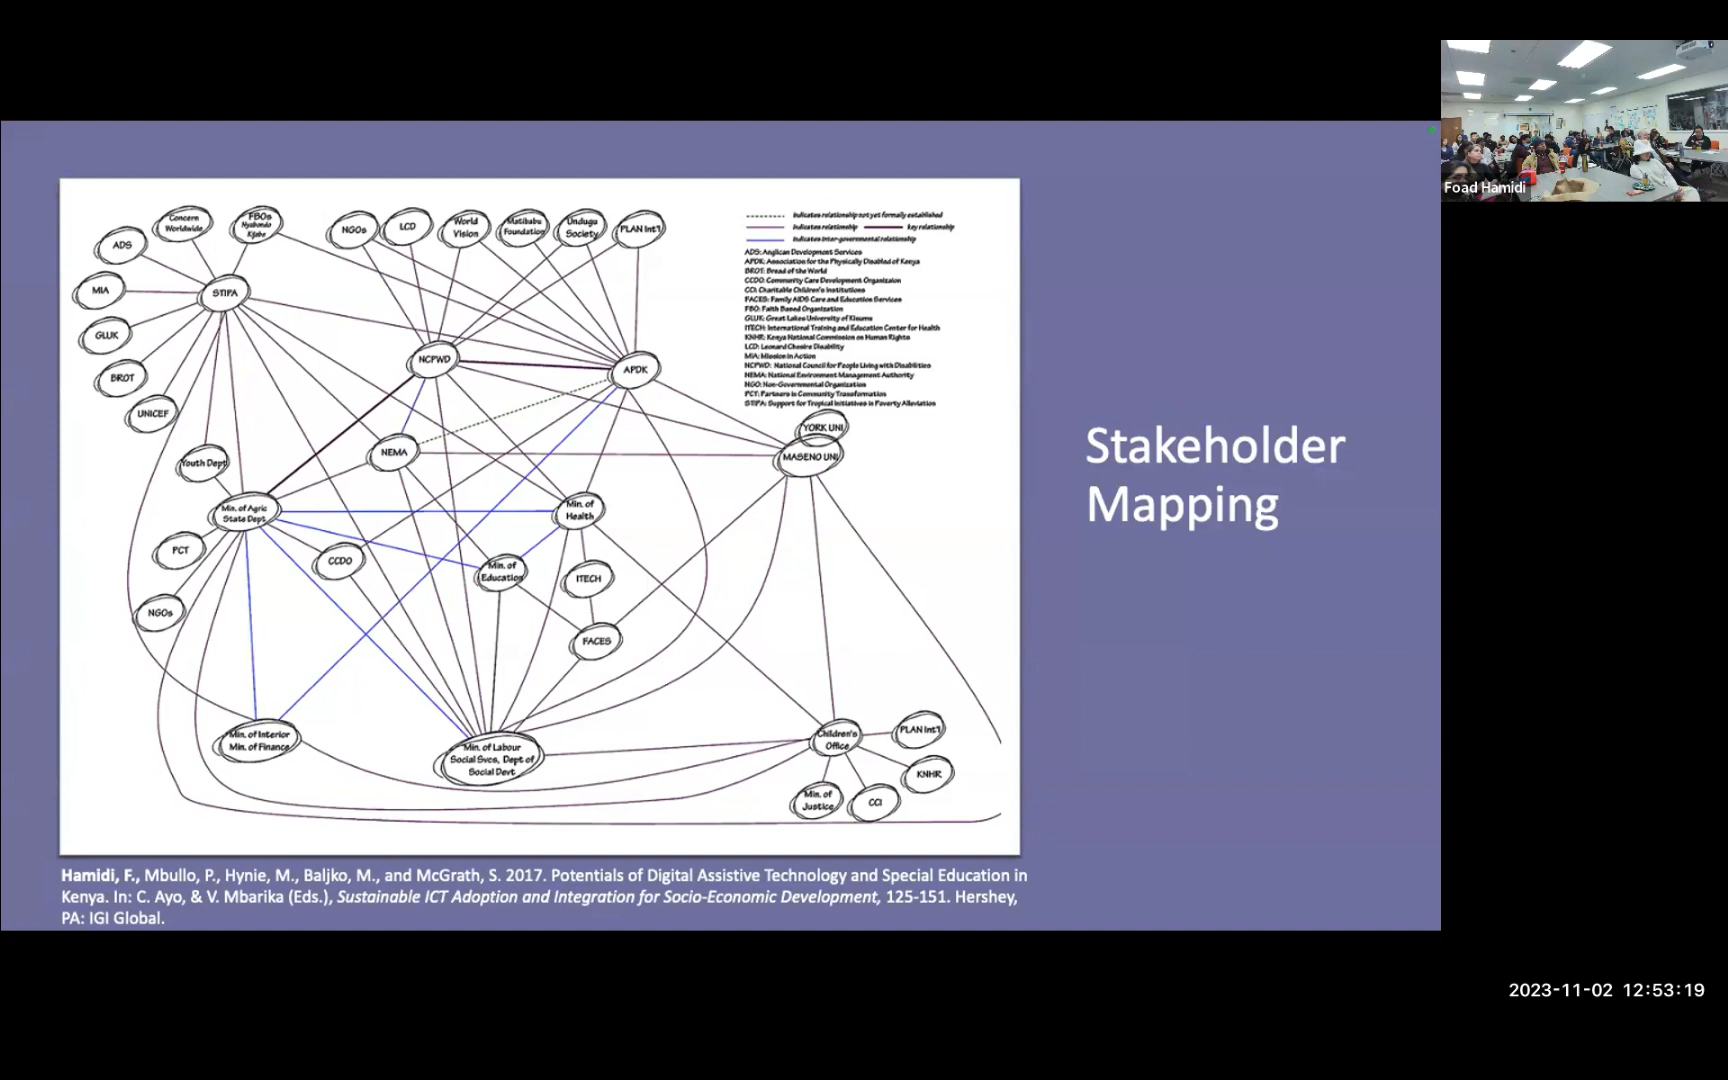 Foad Hamidi
Concern
Worldwide
FBOs
Nyabondo
Kijabe
ADS
NGOs
LCD
World
Vision
Matibabu
Foundation
Undugu
Society
PLAN Int'l
MIA
STIPA
GLUK
BROT
UNICEF
NCPWD
APDK
Youth Dept
NEMA
YORK UNI
MASENO UNI
Min. of Agric
State Dept
Min. of
Health
PCT
CCDO
Min. of
Education
ITECH
NGOs
FACES
Min. of Interior
Min. of Finance
Min. of Labour
Social Svcs, Dept of
Social Devt
Children's
Office
PLAN Int'l
KNHR
Min. of
Justice
CCI
Indicates relationship not yet formally established
Indicates relationship
key relationship
Indicates inter-governmental relationship
ADS: Anglican Development Services
APDK: Association for the Physically Disabled of Kenya
BROT: Bread of the World
CCDO: Community Care Development Organizaion
CCI: Charitable Children's Institutions
FACES: Family AIDS Care and Education Services
FBO: Faith Based Organization
GLUK: Great Lakes University of Kisumu
ITECH: International Training and Education Center for Health
KNHR: Kenya National Commission on Human Rights
LCD: Leonard Chesire Disability
MIA: Mission in Action
NCPWD: National Council for People Living with Disabilities
NEMA: National Environment Management Authority
NGO: Non-Governmental Organization
PCT: Partners in Community Transformation
STIPA: Support for Tropical Initiatives in Poverty Alleviation
Stakeholder
Mapping
Hamidi, F., Mbullo, P., Hynie, M., Baljko, M., and McGrath, S. 2017. Potentials of Digital Assistive Technology and Special Education in
Kenya. In: C. Ayo, & V. Mbarika (Eds.), Sustainable ICT Adoption and Integration for Socio-Economic Development, 125-151. Hershey,
PA: IGI Global.
2023-11-02 12:53:19